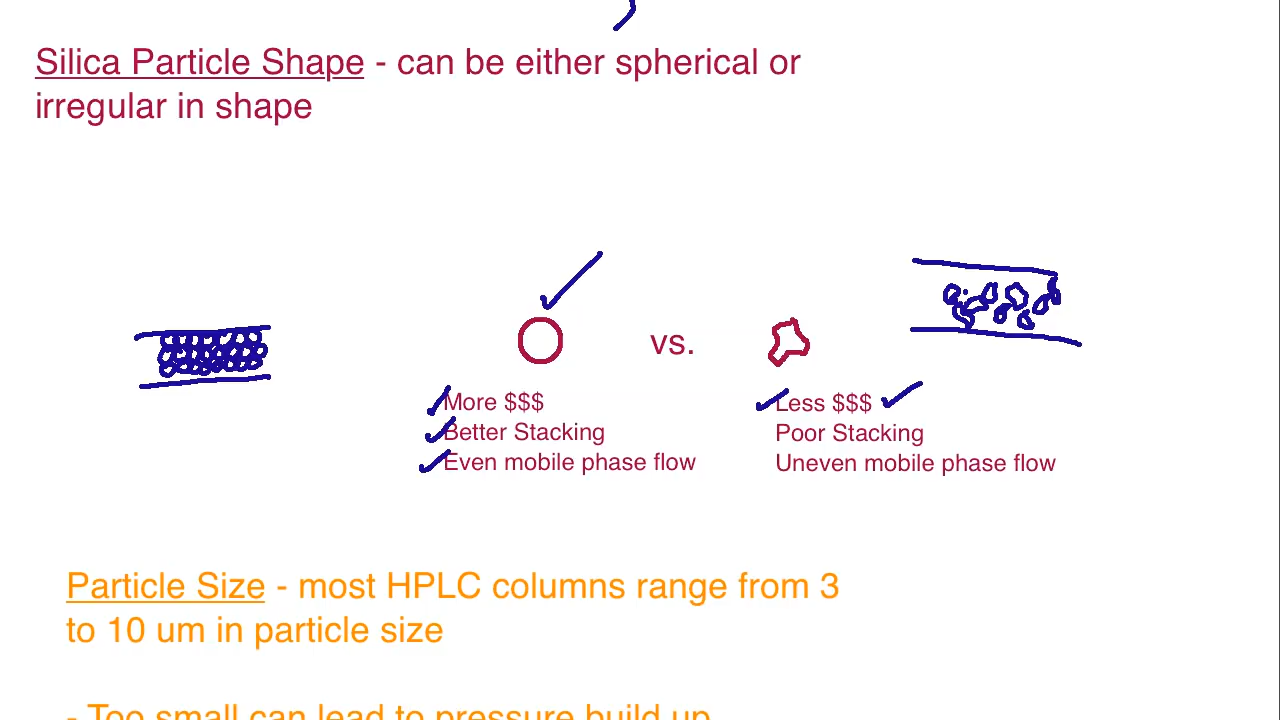 Silica Particle Shape - can be either spherical or
irregular in shape
vs.
More $$$
Better Stacking
Even mobile phase flow
Less $$$
Poor Stacking
Uneven mobile phase flow
Particle Size - most HPLC columns range from 3
to 10 um in particle size
- Too small can lead to pressure build up